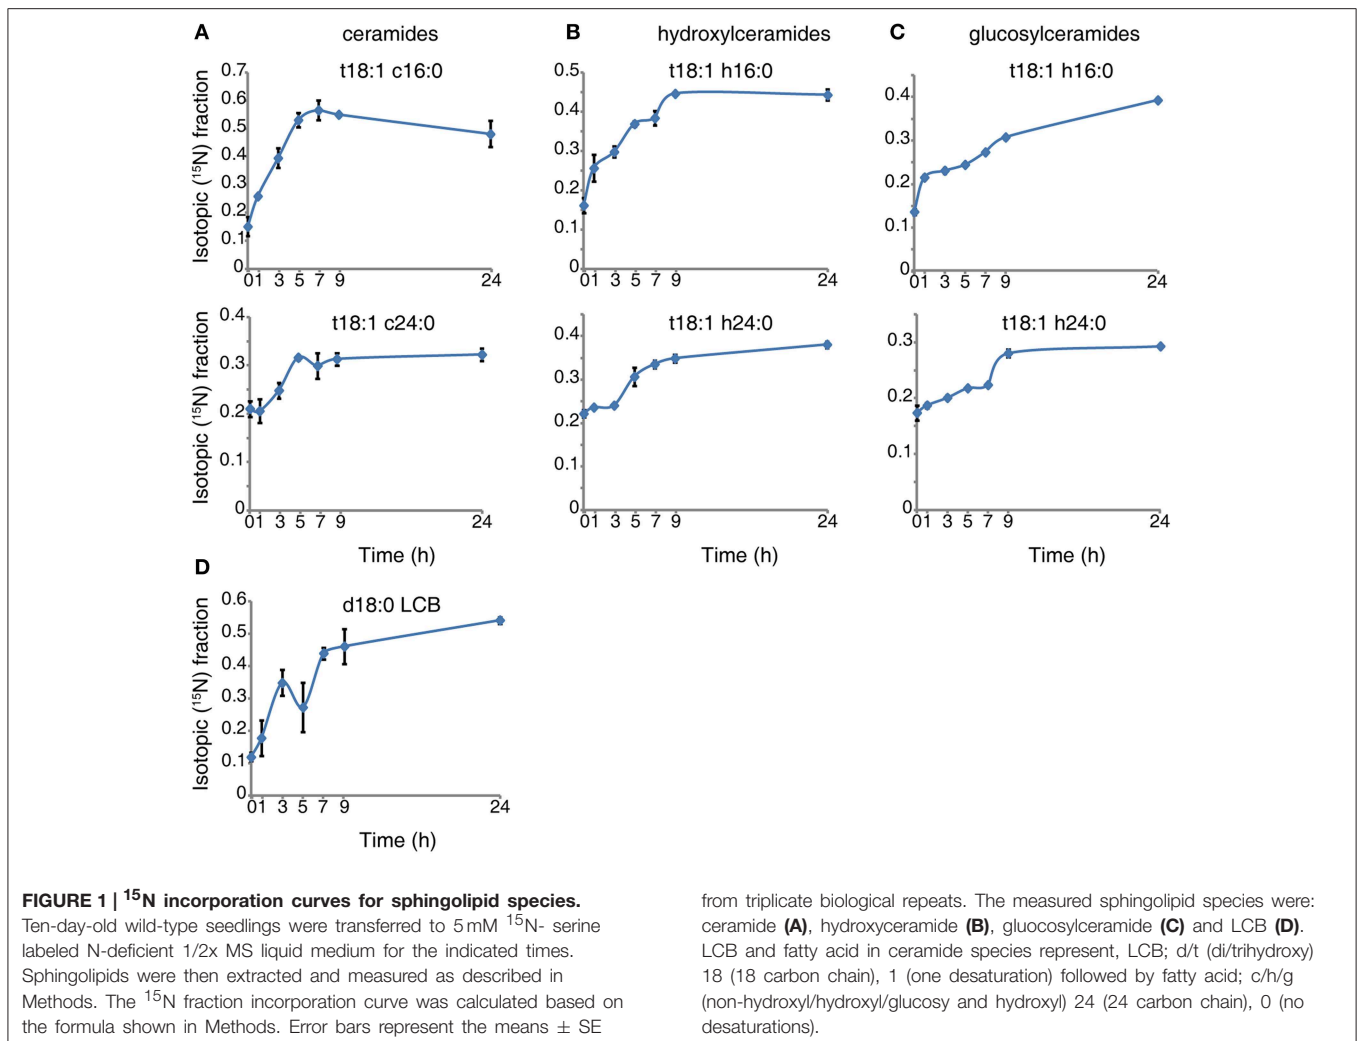 A ceramides
t18:1 c16:0
Isotopic (15N) fraction
0.7
0.6
0.5
0.4
0.3
0.2
0.1
0
01 3 5 7 9 24
B hydroxylceramides
t18:1 h16:0
0.5
0.4
0.3
0.2
0.1
0
01 3 5 7 9 24
C glucosylceramides
t18:1 h16:0
0.4
0.3
0.2
0.1
0
01 3 5 7 9 24
t18:1 c24:0
Isotopic (15N) fraction
0.4
0.3
0.2
0.1
0
01 3 5 7 9 24
Time (h)
t18:1 h24:0
0.4
0.3
0.2
0.1
0
01 3 5 7 9 24
Time (h)
t18:1 h24:0
0.3
0.2
0.1
0
01 3 5 7 9 24
Time (h)
D
d18:0 LCB
Isotopic (15N) fraction
0.6
0.5
0.4
0.3
0.2
0.1
0
01 3 5 7 9 24
Time (h)
FIGURE 1 | 15N incorporation curves for sphingolipid species.
Ten-day-old wild-type seedlings were transferred to 5 mM 15N- serine
labeled N-deficient 1/2x MS liquid medium for the indicated times.
Sphingolipids were then extracted and measured as described in
Methods. The 15N fraction incorporation curve was calculated based on
the formula shown in Methods. Error bars represent the means ± SE
from triplicate biological repeats. The measured sphingolipid species were:
ceramide (A), hydroxyceramide (B), gluocosylceramide (C) and LCB (D).
LCB and fatty acid in ceramide species represent, LCB; d/t (di/trihydroxy)
18 (18 carbon chain), 1 (one desaturation) followed by fatty acid; c/h/g
(non-hydroxyl/hydroxyl/glucosy and hydroxyl) 24 (24 carbon chain), 0 (no
desaturations).